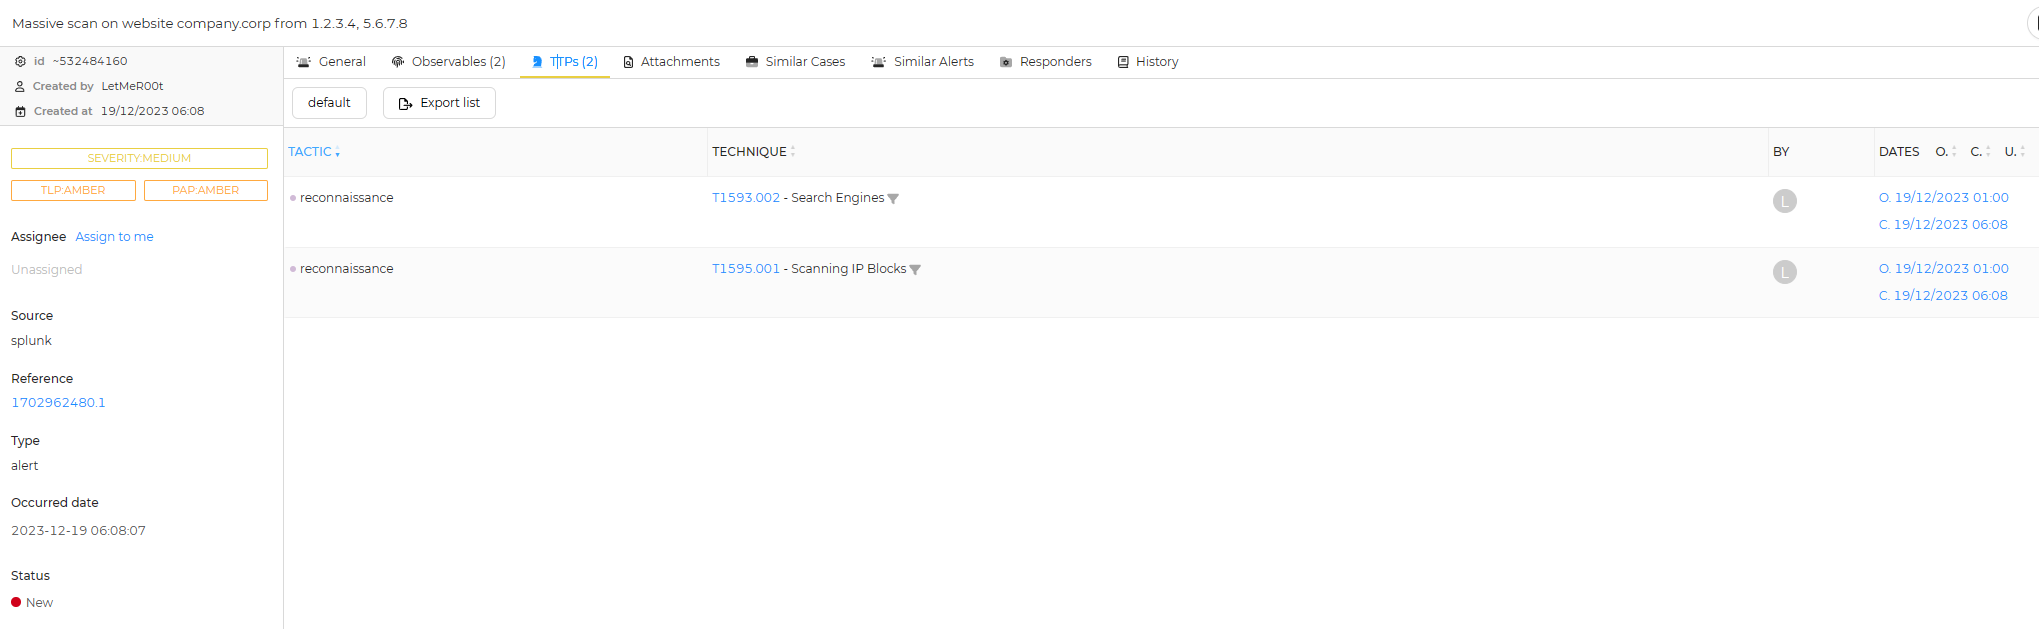 Massive scan on website company.corp from 1.2.3.4, 5.6.7.8
id ~532484160
Created by LetMeR00t
Created at 19/12/2023 06:08
SEVERITY:MEDIUM
TLP:AMBER PAP:AMBER
Assignee Assign to me
Unassigned
Source
splunk
Reference
1702962480.1
Type
alert
Occurred date
2023-12-19 06:08:07
Status
New
General Observables (2) TTPs (2) Attachments Similar Cases Similar Alerts Responders History
default Export list
TACTIC TECHNIQUE BY DATES O. C. U.
reconnaissance T1593.002 - Search Engines L O. 19/12/2023 01:00
C. 19/12/2023 06:08
reconnaissance T1595.001 - Scanning IP Blocks L O. 19/12/2023 01:00
C. 19/12/2023 06:08